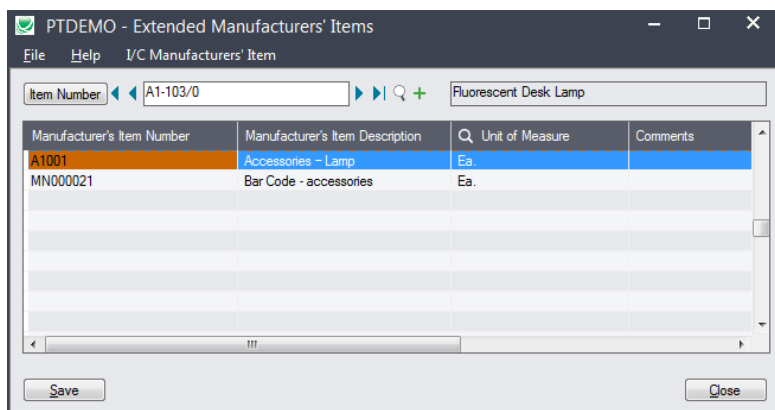 PTDEMO - Extended Manufacturers' Items
File Help I/C Manufacturers' Item
Item Number A1-103/0 Fluorescent Desk Lamp
Manufacturer's Item Number Manufacturer's Item Description Unit of Measure Comments
A1001 Accessories – Lamp Ea.
MN000021 Bar Code - accessories Ea.
Save Close